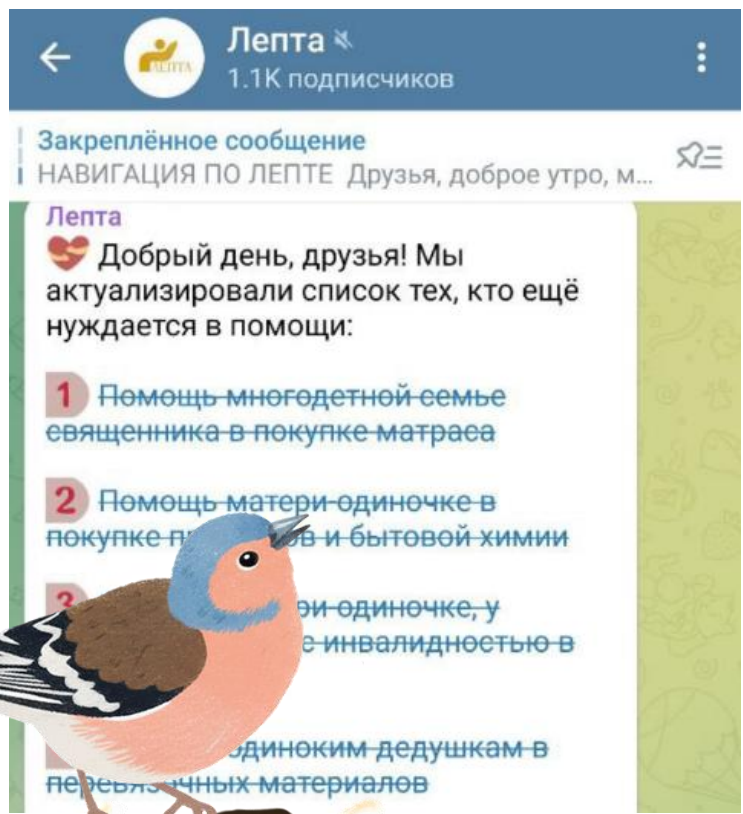 Лепта
1.1K подписчиков
ЛЕПТА
Закреплённое сообщение
НАВИГАЦИЯ ПО ЛЕПТЕ Друзья, доброе утро, м...
Лепта
Добрый день, друзья! Мы
актуализировали список тех, кто ещё
нуждается в помощи:
1 Помощь многодетной семье
священника в покупке матраса
2 Помощь матери-одиночке в
покупке и бытовой химии
3 у
с инвалидностью в
дедушкам в
материалов